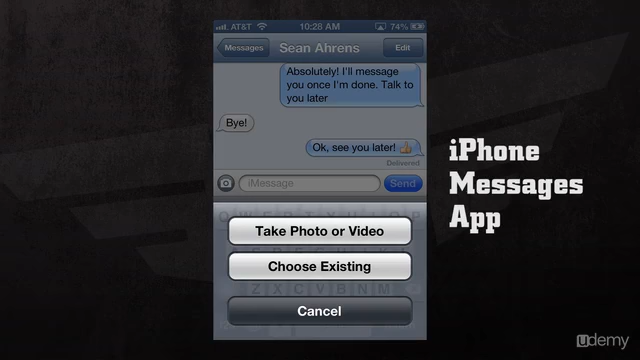 AT&T 10:28 AM 74%
Messages Sean Ahrens Edit
Absolutely! I'll message
you once I'm done. Talk to
you later
Bye!
Ok, see you later! 👍
Delivered
iMessage Send
Take Photo or Video
Choose Existing
Z X C V B N M
Cancel
iPhone
Messages
App
udemy